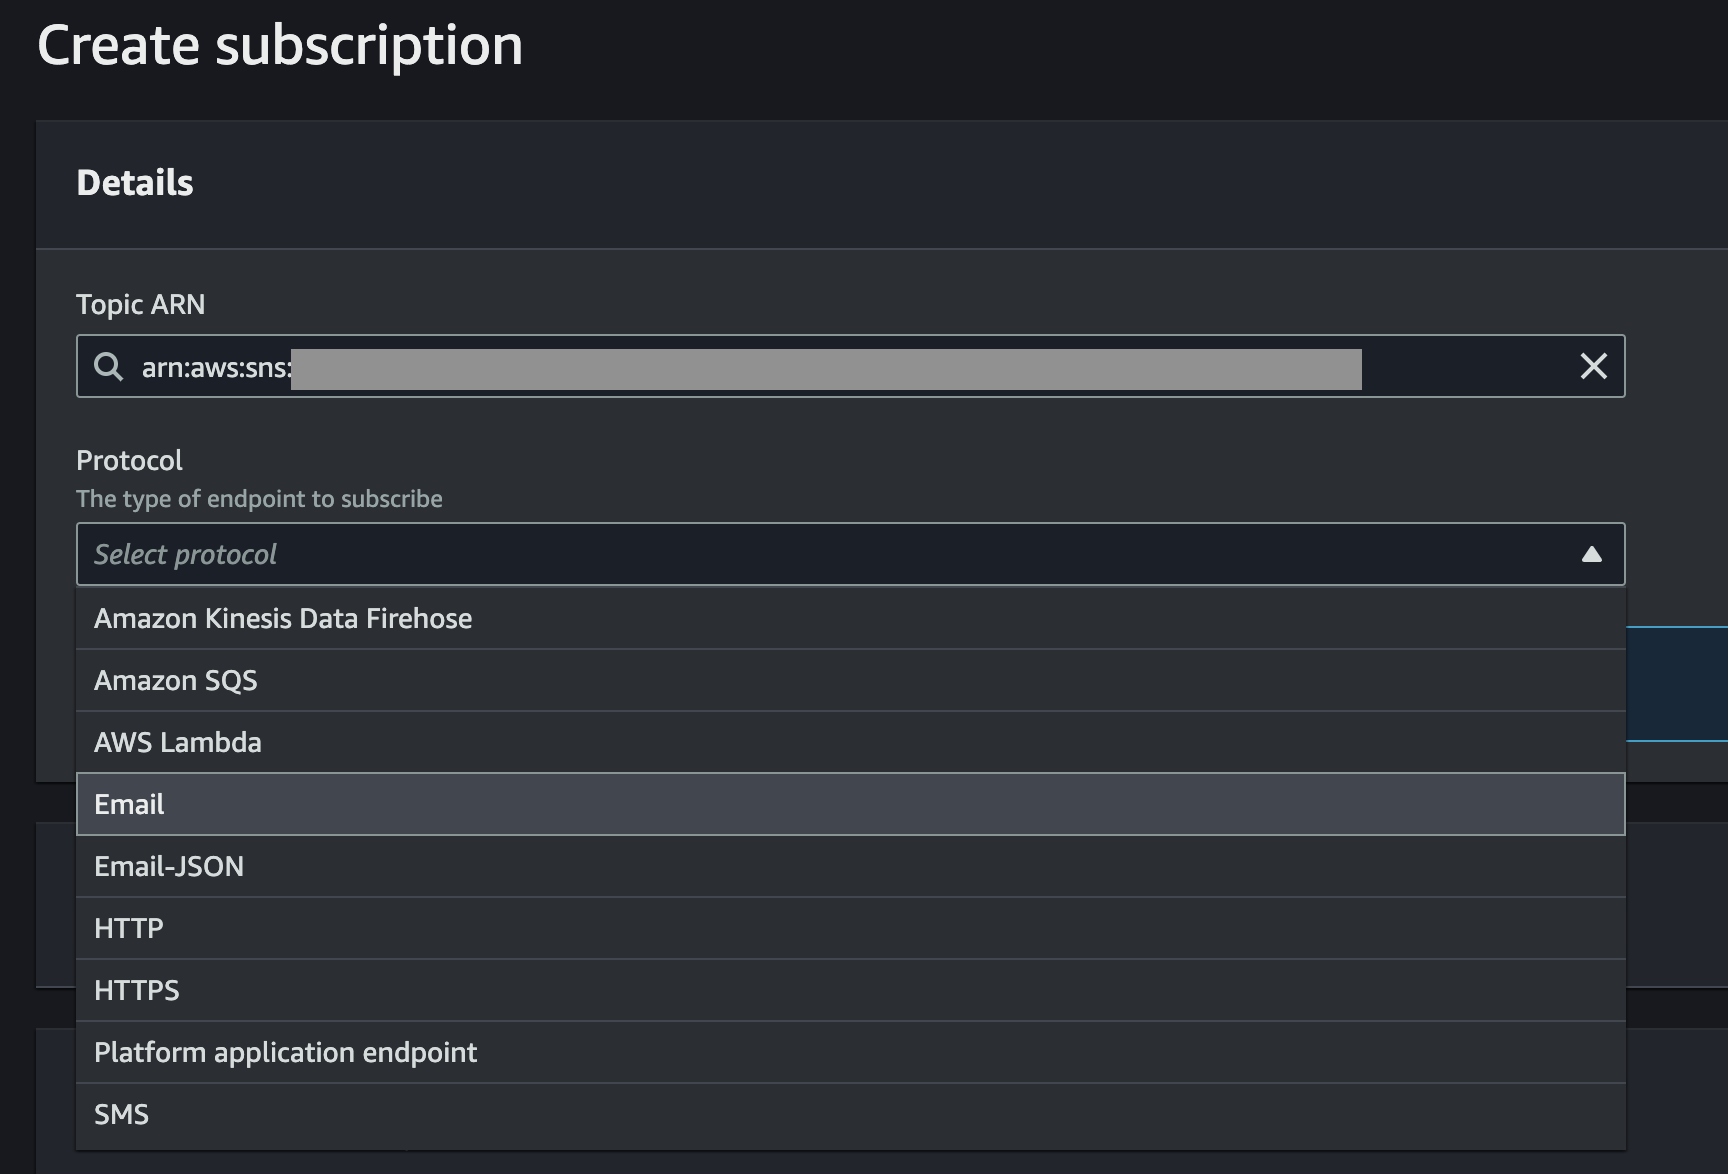 Create subscription
Details
Topic ARN
arn:aws:sns:
Protocol
The type of endpoint to subscribe
Select protocol
Amazon Kinesis Data Firehose
Amazon SQS
AWS Lambda
Email
Email-JSON
HTTP
HTTPS
Platform application endpoint
SMS